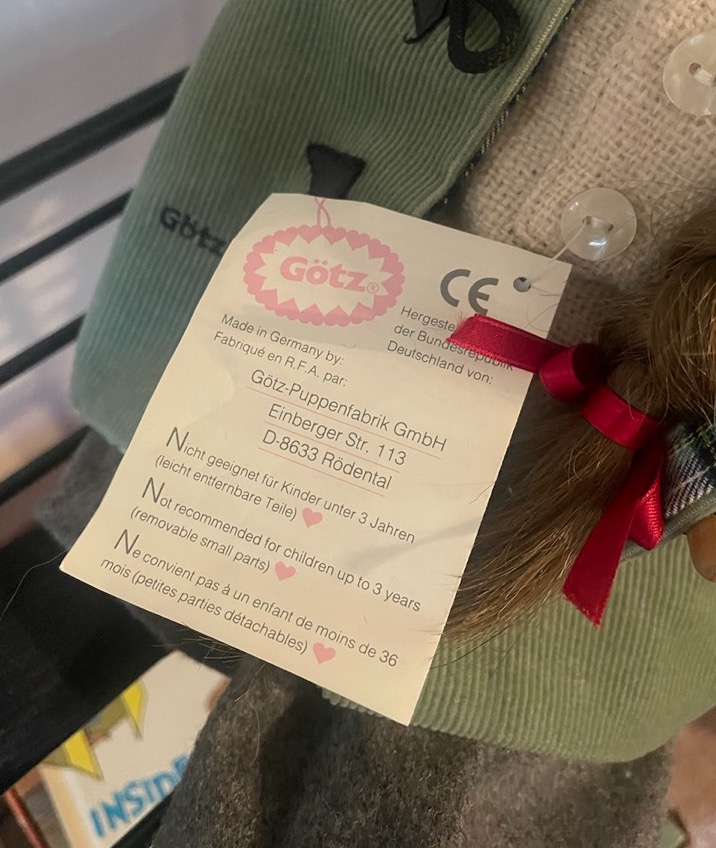 Götz
Götz®
CE
Hergeste
der Bundesrepublik
Deutschland von:
Made in Germany by:
Fabriqué en R.F.A. par:
Götz-Puppenfabrik GmbH
Einberger Str. 113
D-8633 Rödental
Nicht geeignet für Kinder unter 3 Jahren
(leicht entfernbare Teile)
Not recommended for children up to 3 years
(removable small parts)
Ne convient pas à un enfant de moins de 36
mois (petites parties détachables)
INSIDE